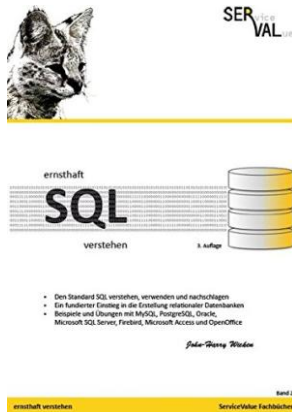 SERvice
VALue
ernsthaft
SQL
verstehen
3. Auflage
• Den Standard SQL verstehen, verwenden und nachschlagen
• Ein fundierter Einstieg in die Erstellung relationaler Datenbanken
• Beispiele und Übungen mit MySQL, PostgreSQL, Oracle,
Microsoft SQL Server, Firebird, Microsoft Access und OpenOffice
John-Harry Wieken
Band 2
ernsthaft verstehen
ServiceValue Fachbücher